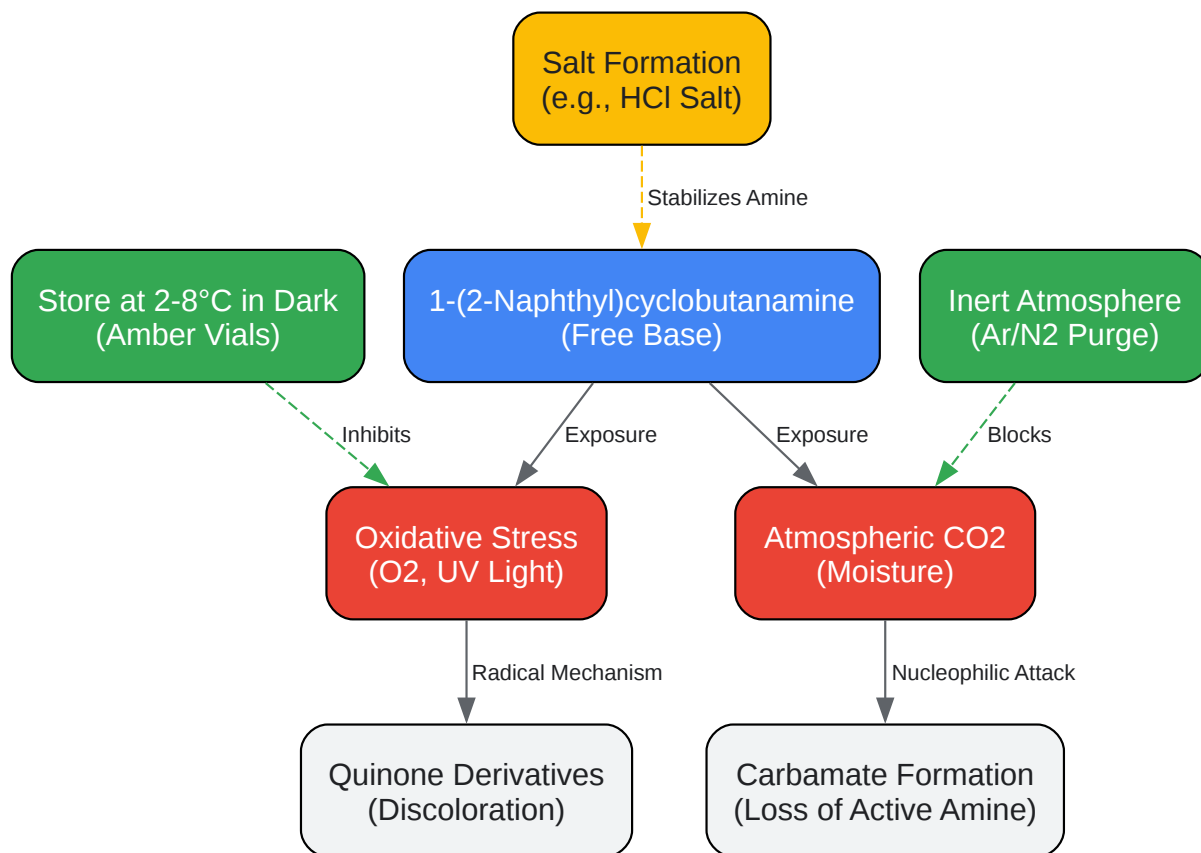 Salt Formation
(e.g., HCl Salt)
Stabilizes Amine
Store at 2-8°C in Dark
(Amber Vials)
1-(2-Naphthyl)cyclobutanamine
(Free Base)
Inert Atmosphere
(Ar/N2 Purge)
Inhibits
Exposure
Exposure
Blocks
Oxidative Stress
(O2, UV Light)
Atmospheric CO2
(Moisture)
Radical Mechanism
Nucleophilic Attack
Quinone Derivatives
(Discoloration)
Carbamate Formation
(Loss of Active Amine)